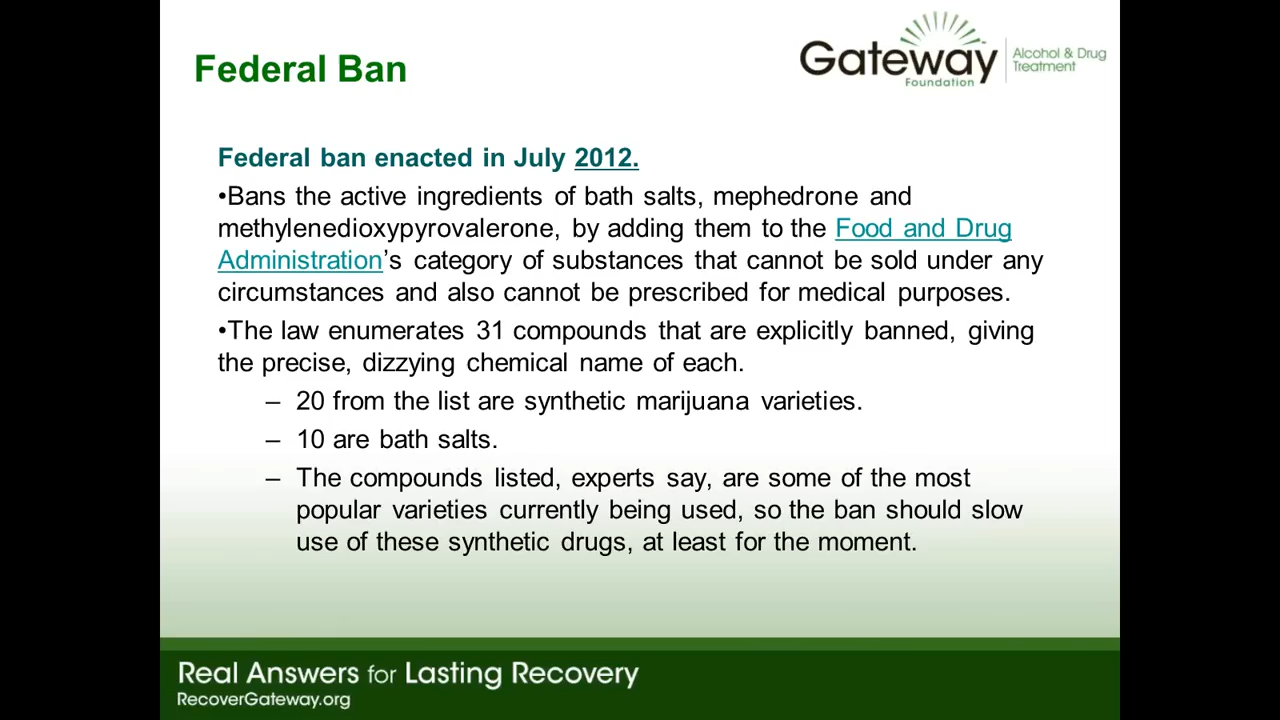 Federal Ban
Gateway
Foundation
Alcohol & Drug
Treatment
Federal ban enacted in July 2012.
•Bans the active ingredients of bath salts, mephedrone and
methylenedioxypyrovalerone, by adding them to the Food and Drug
Administration’s category of substances that cannot be sold under any
circumstances and also cannot be prescribed for medical purposes.
•The law enumerates 31 compounds that are explicitly banned, giving
the precise, dizzying chemical name of each.
– 20 from the list are synthetic marijuana varieties.
– 10 are bath salts.
– The compounds listed, experts say, are some of the most
popular varieties currently being used, so the ban should slow
use of these synthetic drugs, at least for the moment.
Real Answers for Lasting Recovery
RecoverGateway.org